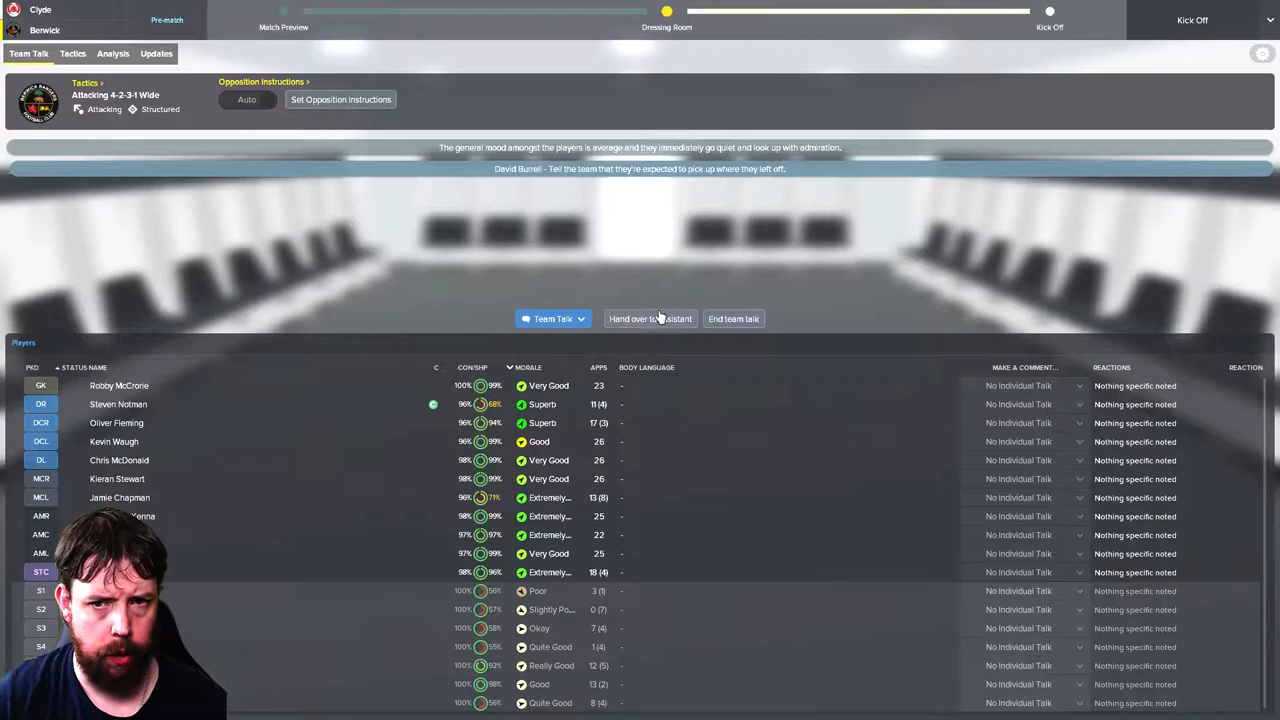 Clyde
Berwick
Pre-match
Match Preview
Dressing Room
Kick Off
Kick Off
Team Talk
Tactics
Analysis
Updates
Tactics >
Attacking 4-2-3-1 Wide
Attacking
Structured
Opposition Instructions >
Auto
Set Opposition Instructions
The general mood amongst the players is average and they immediately go quiet and look up with admiration.
David Burrell - Tell the team that they're expected to pick up where they left off.
Team Talk
Hand over to
sistant
End team talk
Players
PKD STATUS NAME C CON/SHP MORALE APPS BODY LANGUAGE MAKE A COMMENT... REACTIONS REACTION
GK Robby McCrorie 100% 99% Very Good 23 - No Individual Talk Nothing specific noted
DR Steven Notman C 96% 68% Superb 11 (4) - No Individual Talk Nothing specific noted
DCR Oliver Fleming 96% 94% Superb 17 (3) - No Individual Talk Nothing specific noted
DCL Kevin Waugh 96% 99% Good 26 - No Individual Talk Nothing specific noted
DL Chris McDonald 98% 99% Very Good 26 - No Individual Talk Nothing specific noted
MCR Kieran Stewart 98% 99% Very Good 26 - No Individual Talk Nothing specific noted
MCL Jamie Chapman 96% 71% Extremely... 13 (8) - No Individual Talk Nothing specific noted
AMR Kenna 98% 99% Extremely... 25 - No Individual Talk Nothing specific noted
AMC 97% 97% Extremely... 22 - No Individual Talk Nothing specific noted
AML 97% 99% Very Good 25 - No Individual Talk Nothing specific noted
STC 98% 96% Extremely... 18 (4) - No Individual Talk Nothing specific noted
S1 100% 56% Poor 3 (1) - No Individual Talk Nothing specific noted
S2 100% 57% Slightly Po... 0 (7) - No Individual Talk Nothing specific noted
S3 100% 58% Okay 7 (4) - No Individual Talk Nothing specific noted
S4 100% 55% Quite Good 1 (4) - No Individual Talk Nothing specific noted
100% 92% Really Good 12 (5) - No Individual Talk Nothing specific noted
100% 98% Good 13 (2) - No Individual Talk Nothing specific noted
100% 56% Quite Good 8 (4) - No Individual Talk Nothing specific noted